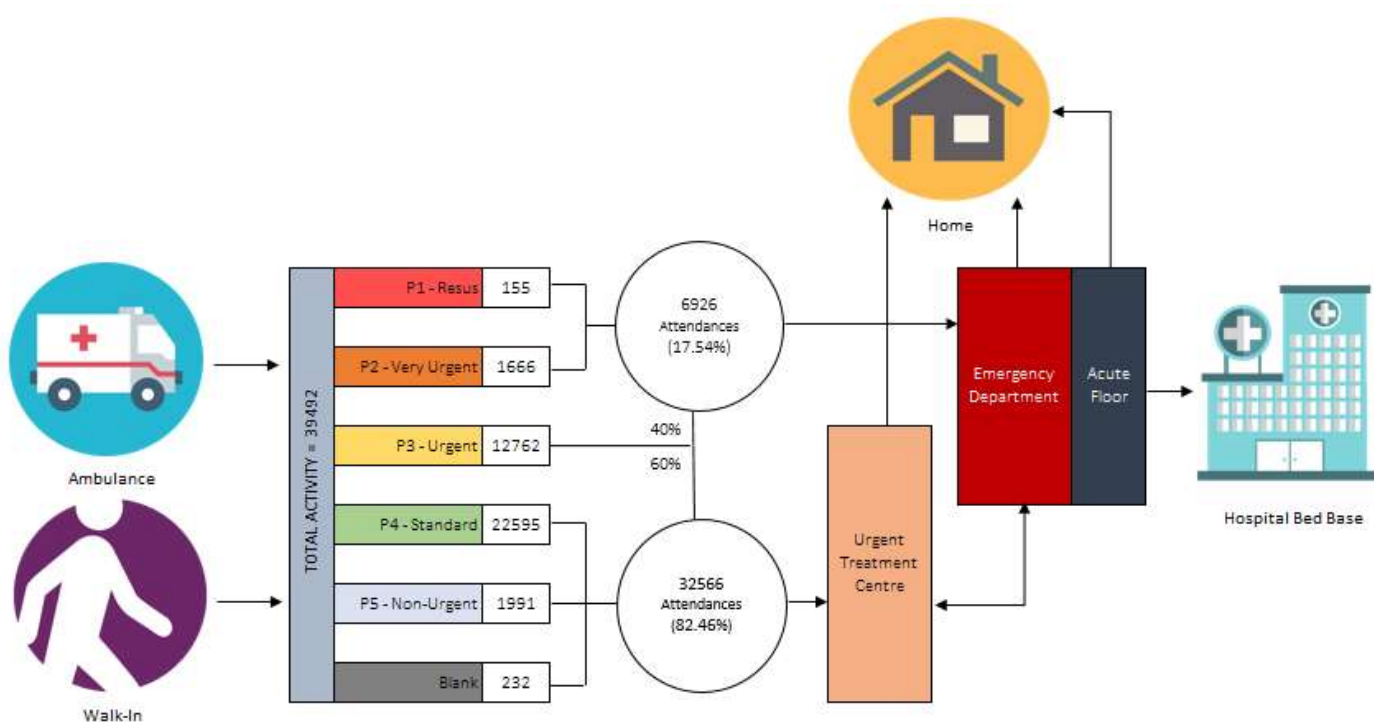 Home
P1 - Resus 155
6926
Attendances
(17.54%)
P2 - Very Urgent 1666
Emergency
Department
Acute
Floor
TOTAL ACTIVITY = 39492
40%
P3 - Urgent 12762
60%
Ambulance
P4 - Standard 22595
Hospital Bed Base
Urgent
Treatment
Centre
32566
Attendances
(82.46%)
P5 - Non-Urgent 1991
Blank 232
Walk-In